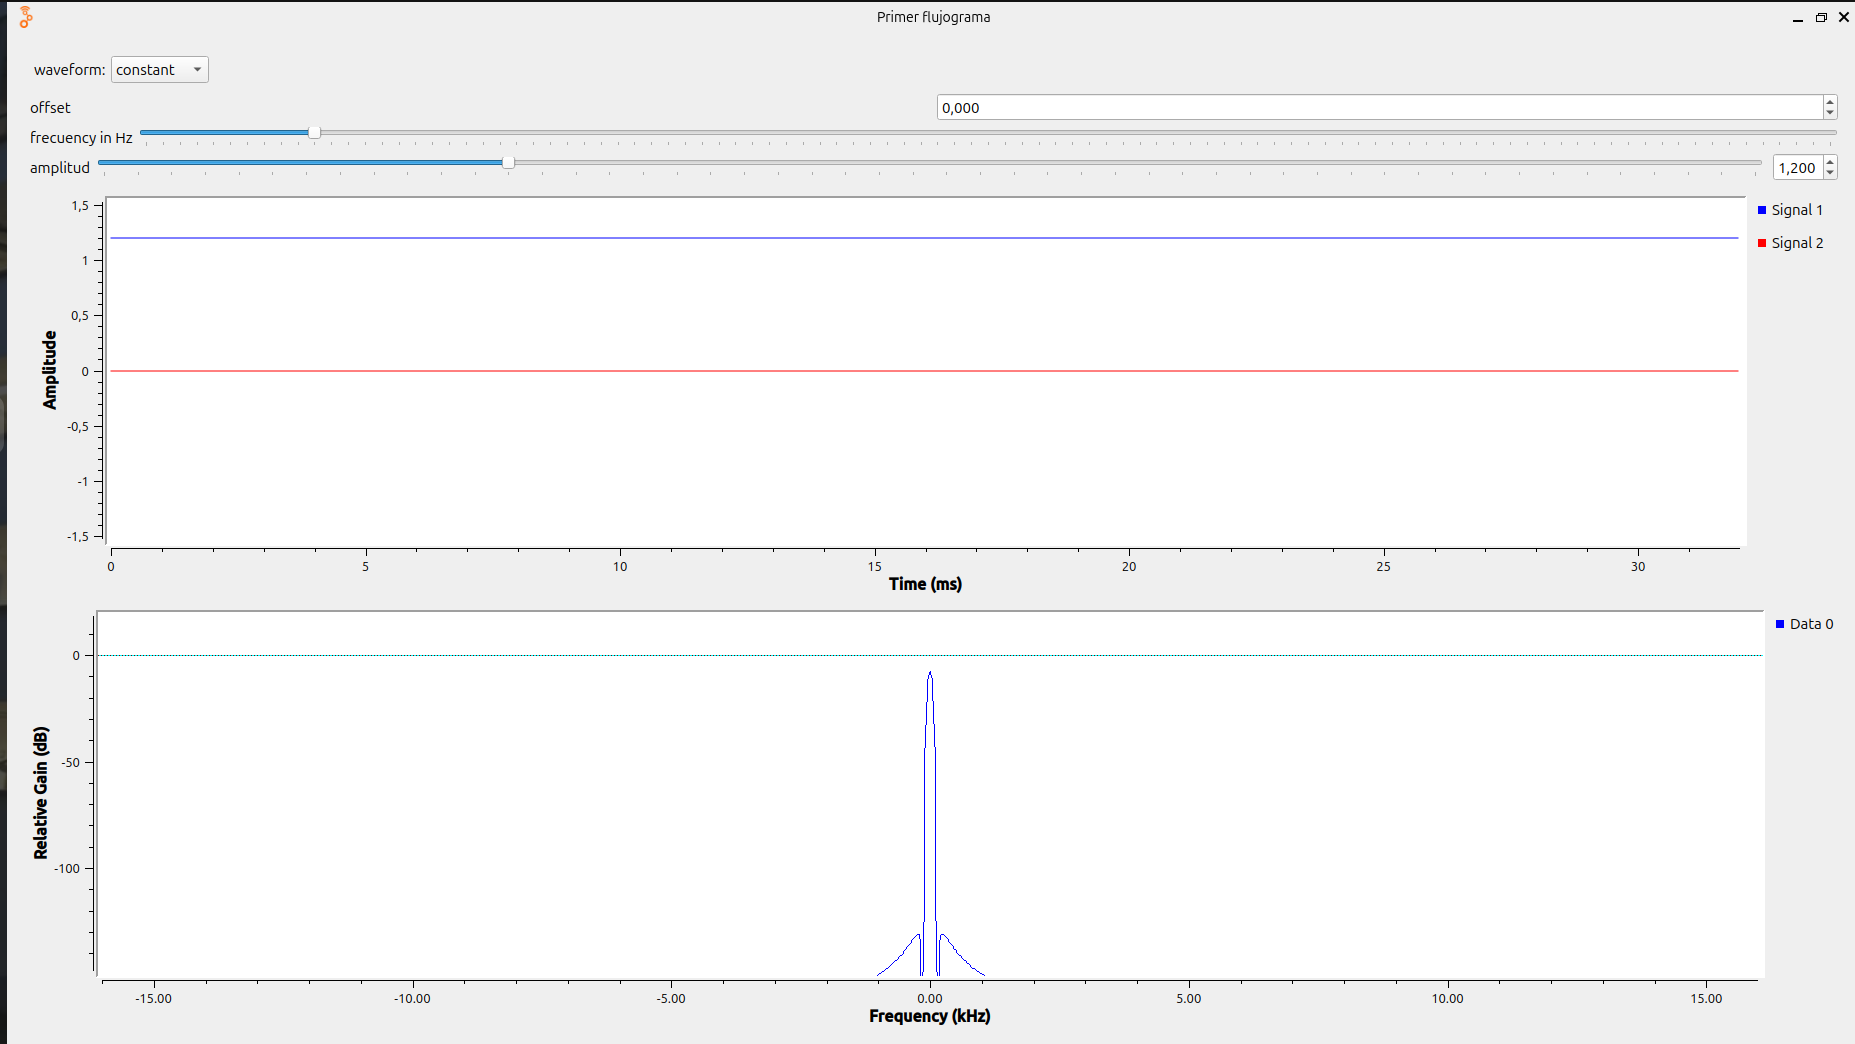 Primer flujograma
waveform: constant
offset 0,000
frecuency in Hz
amplitud 1,200
1,5
1
0,5
0
-0,5
-1
-1,5
Amplitude
0 5 10 15 20 25 30
Time (ms)
Signal 1
Signal 2
0
-50
-100
Relative Gain (dB)
-15.00 -10.00 -5.00 0.00 5.00 10.00 15.00
Frequency (kHz)
Data 0